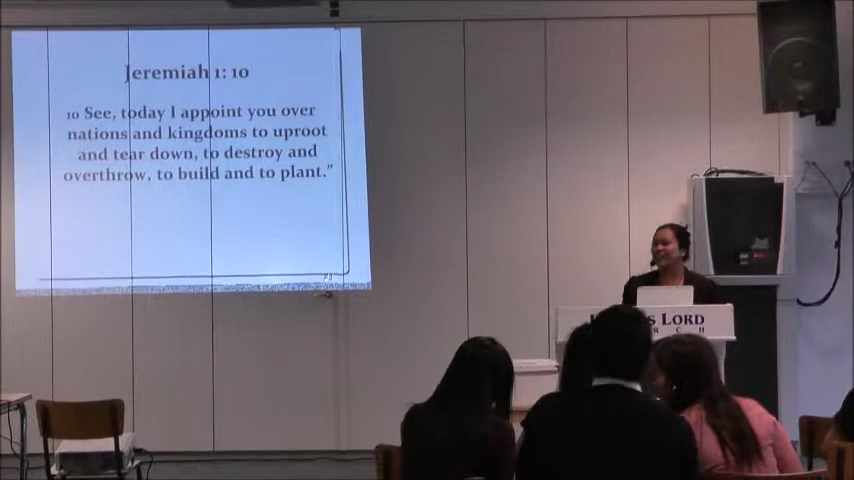 Jeremiah 1: 10
10 See, today I appoint you over
nations and kingdoms to uproot
and tear down, to destroy and
overthrow, to build and to plant.”
LORD